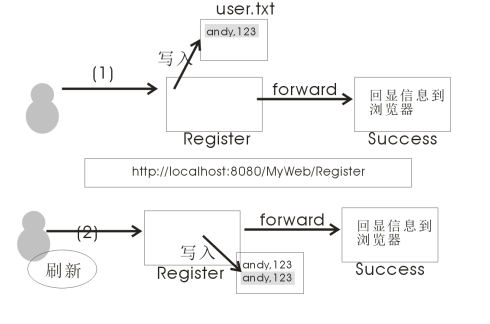 user.txt
andy,123
写入
(1)
forward
回显信息到
浏览器
Register
Success
http://localhost:8080/MyWeb/Register
(2)
forward
回显信息到
浏览器
写入
刷新
Register
andy,123
andy,123
Success